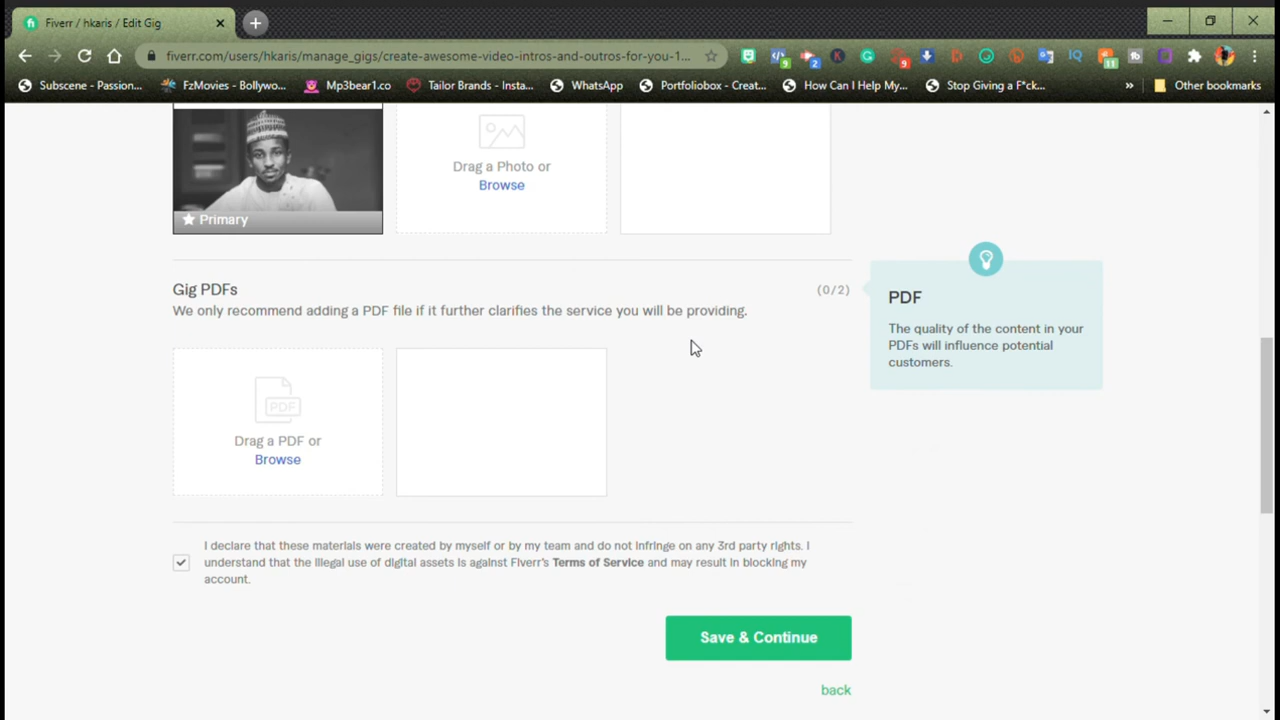 Fiverr / hkaris / Edit Gig
fiverr.com/users/hkaris/manage_gigs/create-awesome-video-intros-and-outros-for-you-1...
Subscene - Passion... FzMovies - Bollywo... Mp3bear1.co Tailor Brands - Insta... WhatsApp Portfoliobox - Creat... How Can I Help My... Stop Giving a F*ck... » Other bookmarks
Primary
Drag a Photo or
Browse
Gig PDFs
(0/2)
We only recommend adding a PDF file if it further clarifies the service you will be providing.
PDF
The quality of the content in your
PDFs will influence potential
customers.
PDF
Drag a PDF or
Browse
I declare that these materials were created by myself or by my team and do not infringe on any 3rd party rights. I
understand that the illegal use of digital assets is against Fiverr's Terms of Service and may result in blocking my
account.
Save & Continue
back